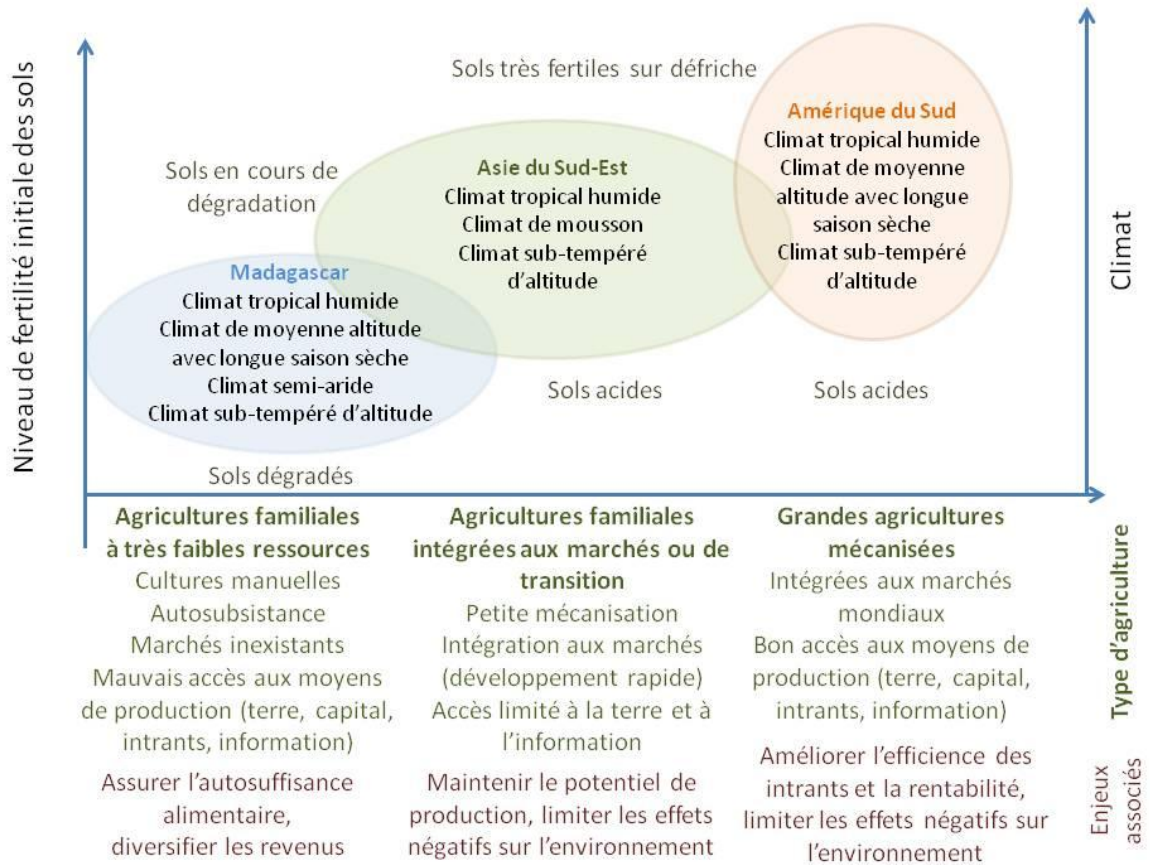 Niveau de fertilité initiale des sols
Sols très fertiles sur défriche
Sols en cours de
dégradation
Madagascar
Climat tropical humide
Climat de moyenne altitude
avec longue saison sèche
Climat semi-aride
Climat sub-tempéré d'altitude
Asie du Sud-Est
Climat tropical humide
Climat de mousson
Climat sub-tempéré
d'altitude
Amérique du Sud
Climat tropical humide
Climat de moyenne
altitude avec longue
saison sèche
Climat sub-tempéré
d'altitude
Sols dégradés
Sols acides
Sols acides
Climat
Agricultures familiales
à très faibles ressources
Cultures manuelles
Autosubsistance
Marchés inexistants
Mauvais accès aux moyens
de production (terre, capital,
intrants, information)
Assurer l'autosuffisance
alimentaire,
diversifier les revenus
Agricultures familiales
intégrées aux marchés ou de
transition
Petite mécanisation
Intégration aux marchés
(développement rapide)
Accès limité à la terre et à
l'information
Maintenir le potentiel de
production, limiter les effets
négatifs sur l'environnement
Grandes agricultures
mécanisées
Intégrées aux marchés
mondiaux
Bon accès aux moyens de
production (terre, capital,
intrants, information)
Améliorer l'efficience des
intrants et la rentabilité,
limiter les effets négatifs sur
l'environnement
Type d'agriculture
Enjeux
associés